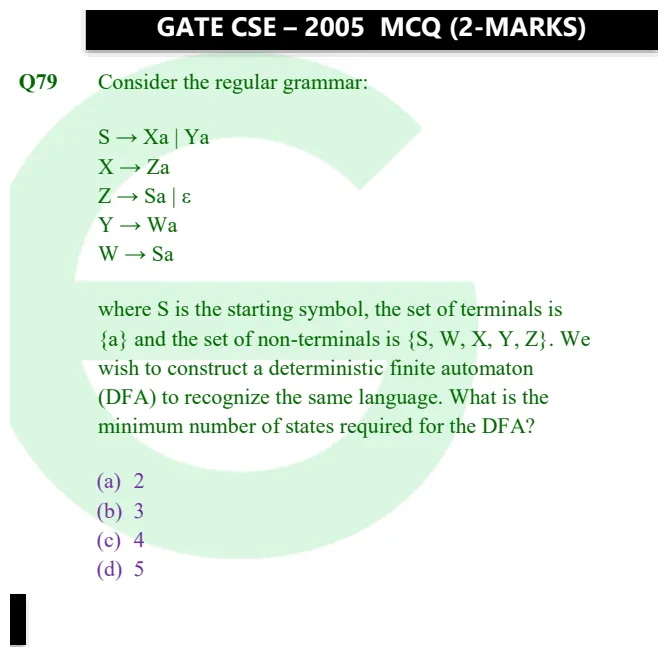 GATE CSE – 2005 MCQ (2-MARKS)
Q79 Consider the regular grammar:
S → Xa | Ya
X → Za
Z → Sa | ε
Y → Wa
W → Sa
where S is the starting symbol, the set of terminals is
{a} and the set of non-terminals is {S, W, X, Y, Z}. We
wish to construct a deterministic finite automaton
(DFA) to recognize the same language. What is the
minimum number of states required for the DFA?
(a) 2
(b) 3
(c) 4
(d) 5